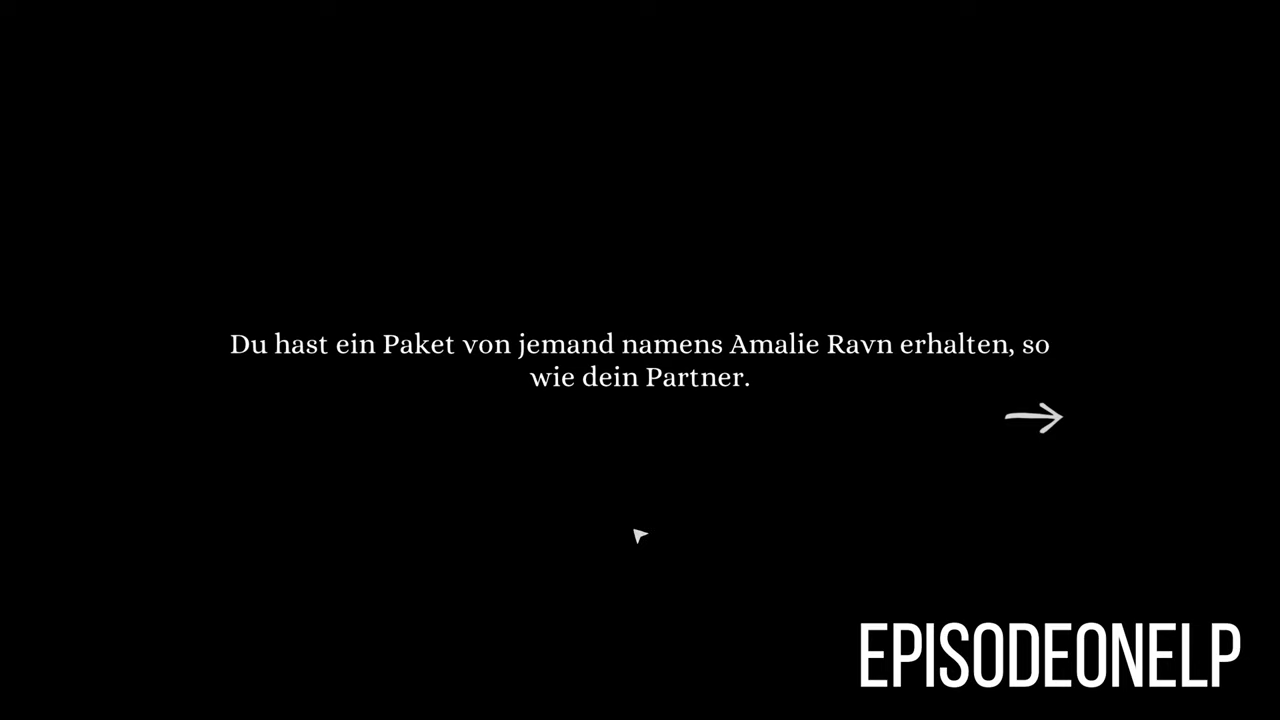 Du hast ein Paket von jemand namens Amalie Ravn erhalten, so
wie dein Partner.
EPISODEONELP